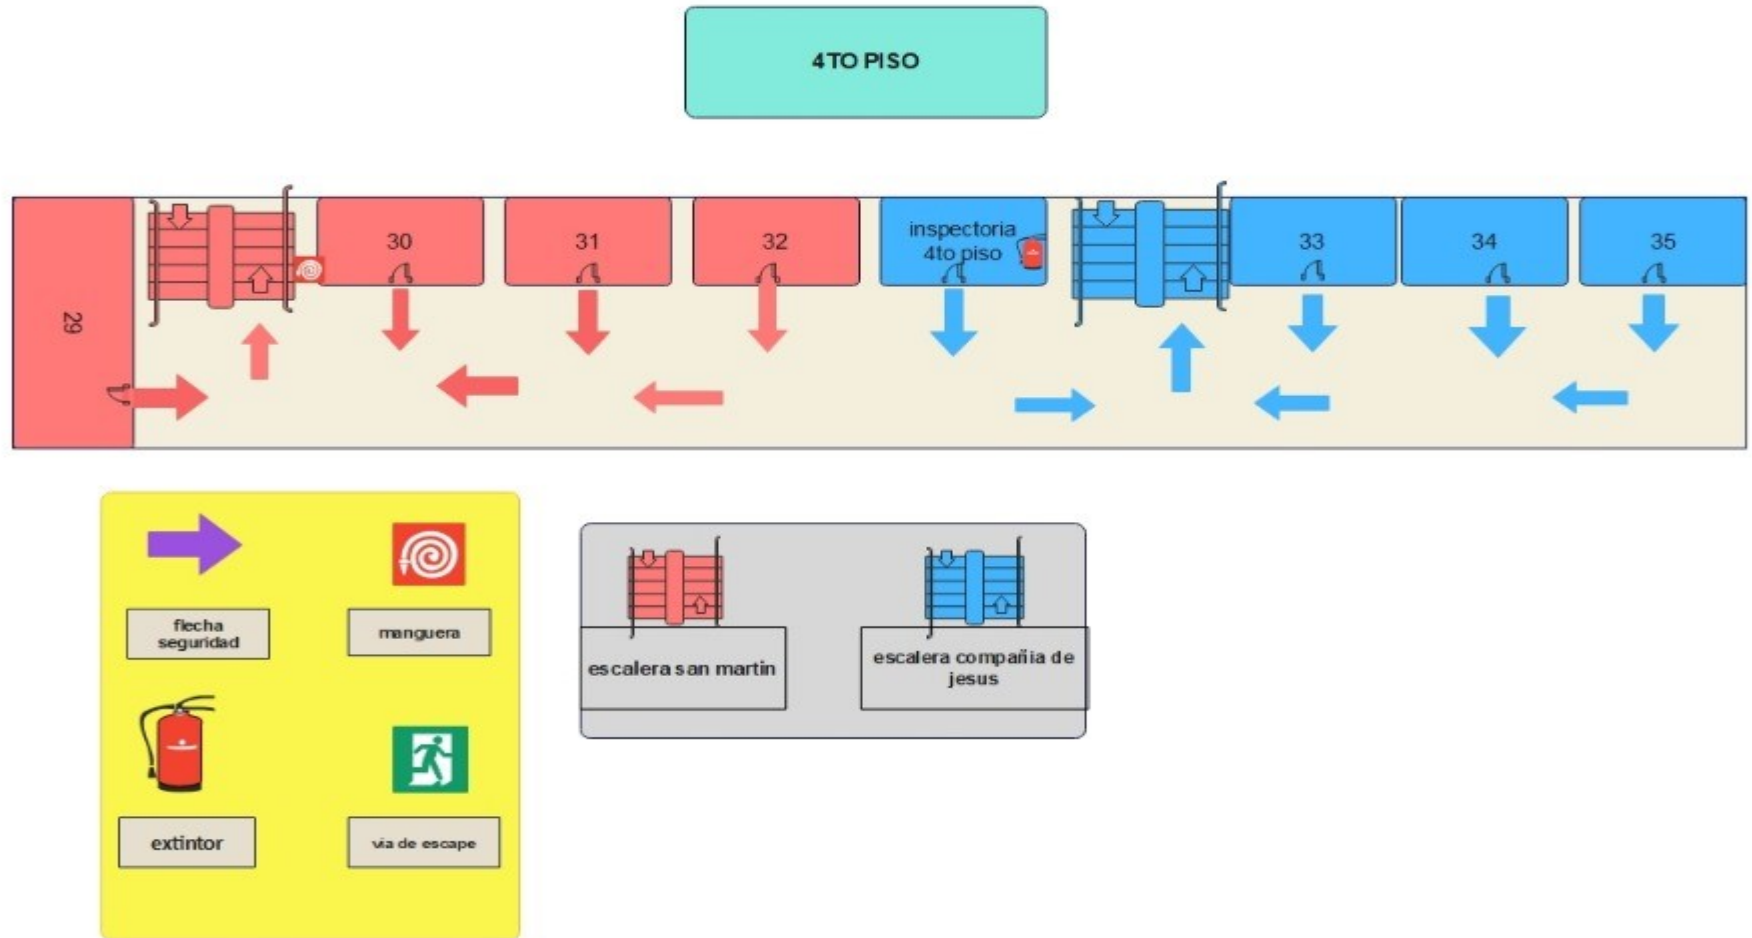 4TO PISO
29
30
31
32
inspectoria
4to piso
33
34
35
flecha
seguridad
manguera
extintor
via de escape
escalera san martin
escalera compañia de
jesus